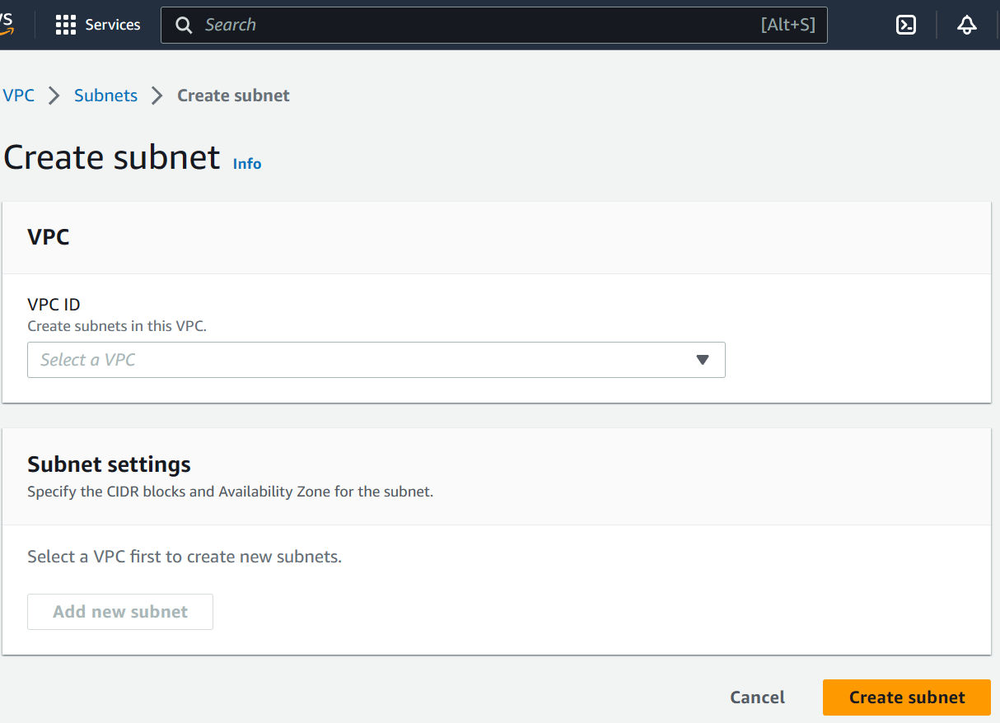 Services
Search [Alt+S]
VPC Subnets Create subnet
Create subnet Info
VPC
VPC ID
Create subnets in this VPC.
Select a VPC
Subnet settings
Specify the CIDR blocks and Availability Zone for the subnet.
Select a VPC first to create new subnets.
Add new subnet
Cancel Create subnet